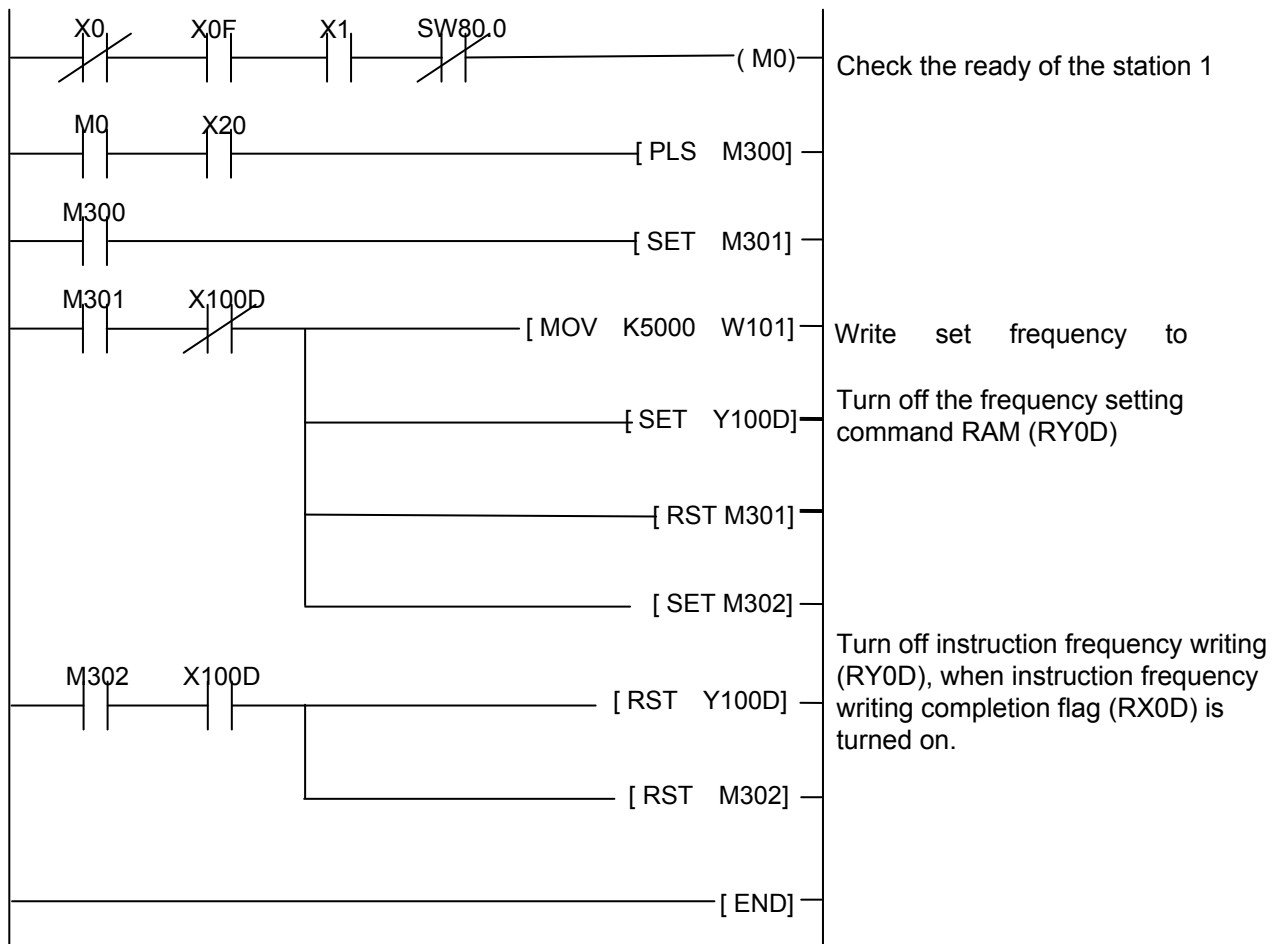 X0 X0F X1 SW80.0
( M0)
Check the ready of the station 1
M0 X20
[ PLS M300]
M300
[ SET M301]
M301 X100D
[ MOV K5000 W101]
Write set frequency to
[ SET Y100D]
Turn off the frequency setting
command RAM (RY0D)
[ RST M301]
[ SET M302]
M302 X100D
[ RST Y100D]
Turn off instruction frequency writing
(RY0D), when instruction frequency
writing completion flag (RX0D) is
turned on.
[ RST M302]
[ END]